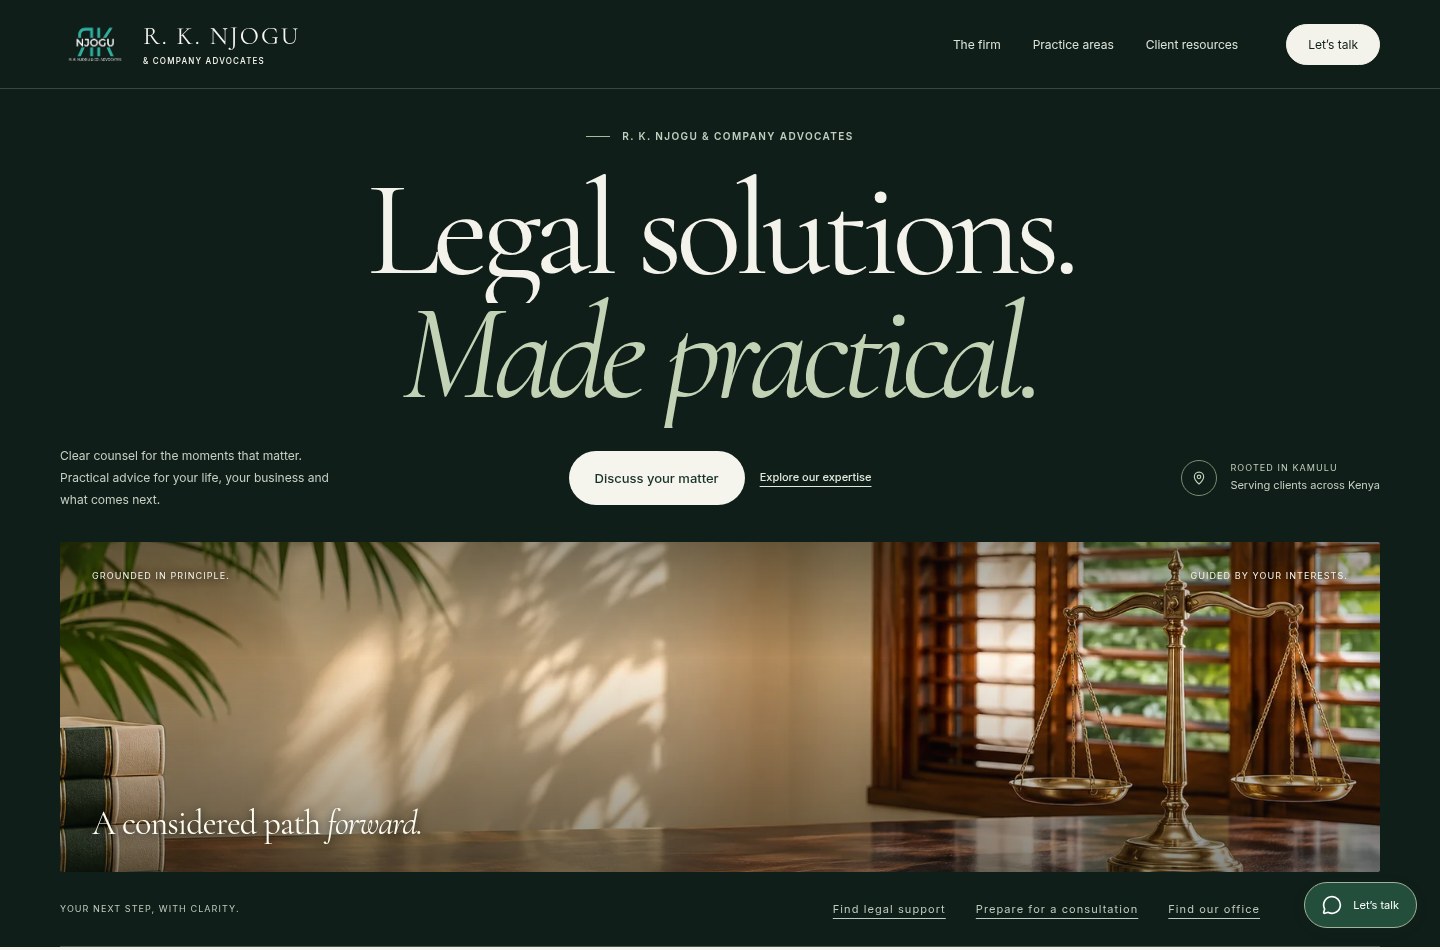 NJOGU
R. K. NJOGU
& COMPANY ADVOCATES
The firm
Practice areas
Client resources
Let's talk
R. K. NJOGU & COMPANY ADVOCATES
Legal solutions.
Made practical.
Clear counsel for the moments that matter.
Practical advice for your life, your business and
what comes next.
Discuss your matter
Explore our expertise
ROOTED IN KAMULU
Serving clients across Kenya
GROUNDED IN PRINCIPLE.
GUIDED BY YOUR INTERESTS.
A considered path forward.
YOUR NEXT STEP, WITH CLARITY.
Find legal support
Prepare for a consultation
Find our office
Let's talk